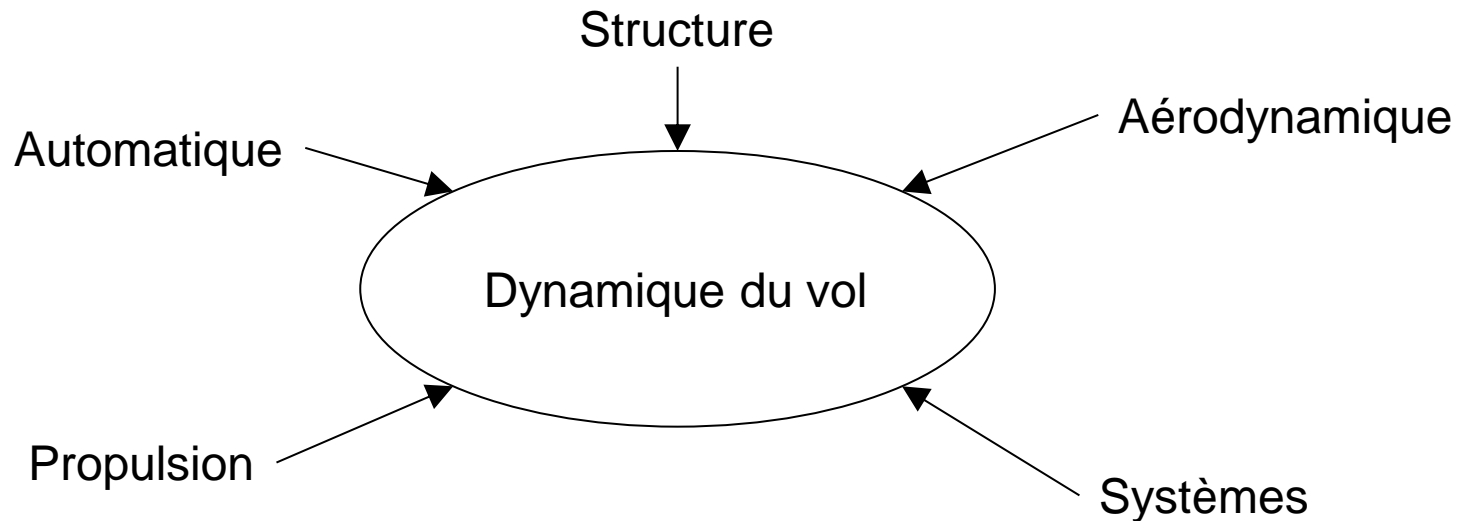 Structure
Aérodynamique
Automatique
Dynamique du vol
Propulsion
Systèmes